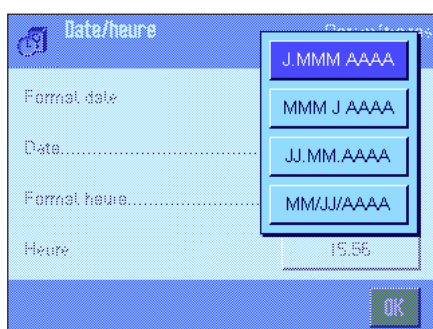 Date/heure
J.MMM AAAA
Format date
MMM J AAAA
Date
JJ.MM.AAAA
Format heure
MM/JJ/AAAA
Heure
15.56
OK